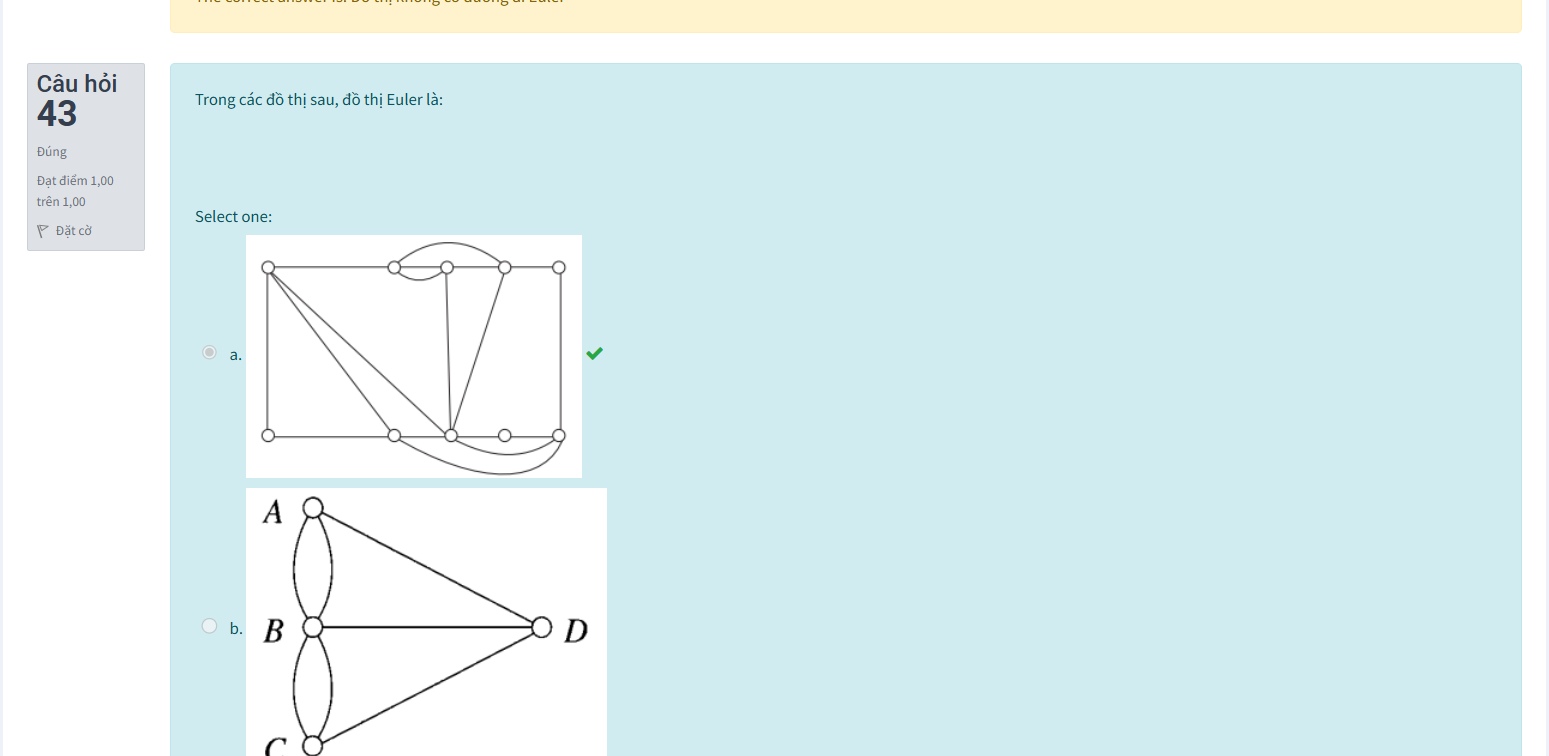 Câu hỏi
43
Đúng
Đạt điểm 1,00
trên 1,00
Đặt cờ
Trong các đồ thị sau, đồ thị Euler là:
Select one:
a.
b.
A
B
D
C